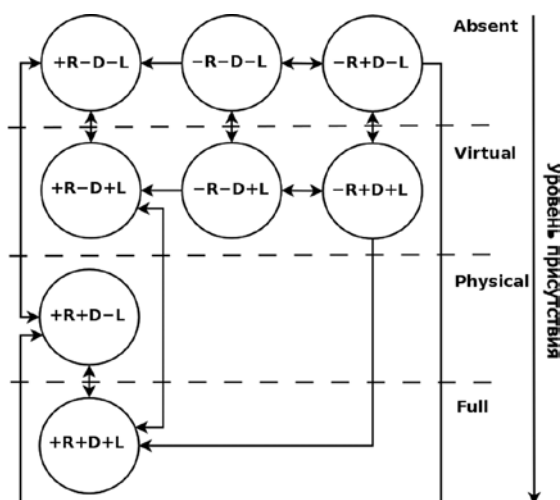 Absent
+R−D−L −R−D−L −R+D−L
Virtual
+R−D+L −R−D+L −R+D+L
Physical
+R+D−L
Full
+R+D+L
Уровень присутствия